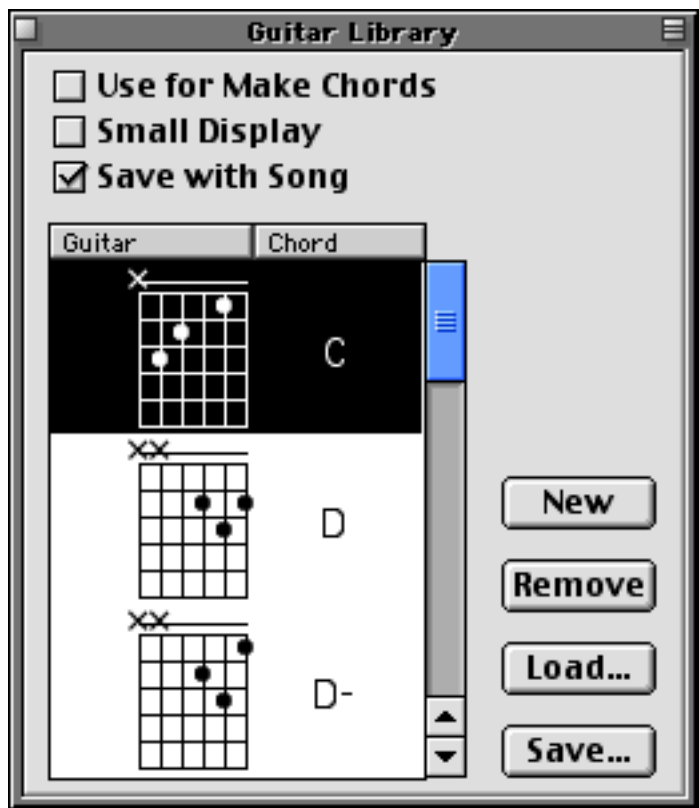 Guitar Library
Use for Make Chords
Small Display
Save with Song
Guitar Chord
C
D
D-
New
Remove
Load...
Save...